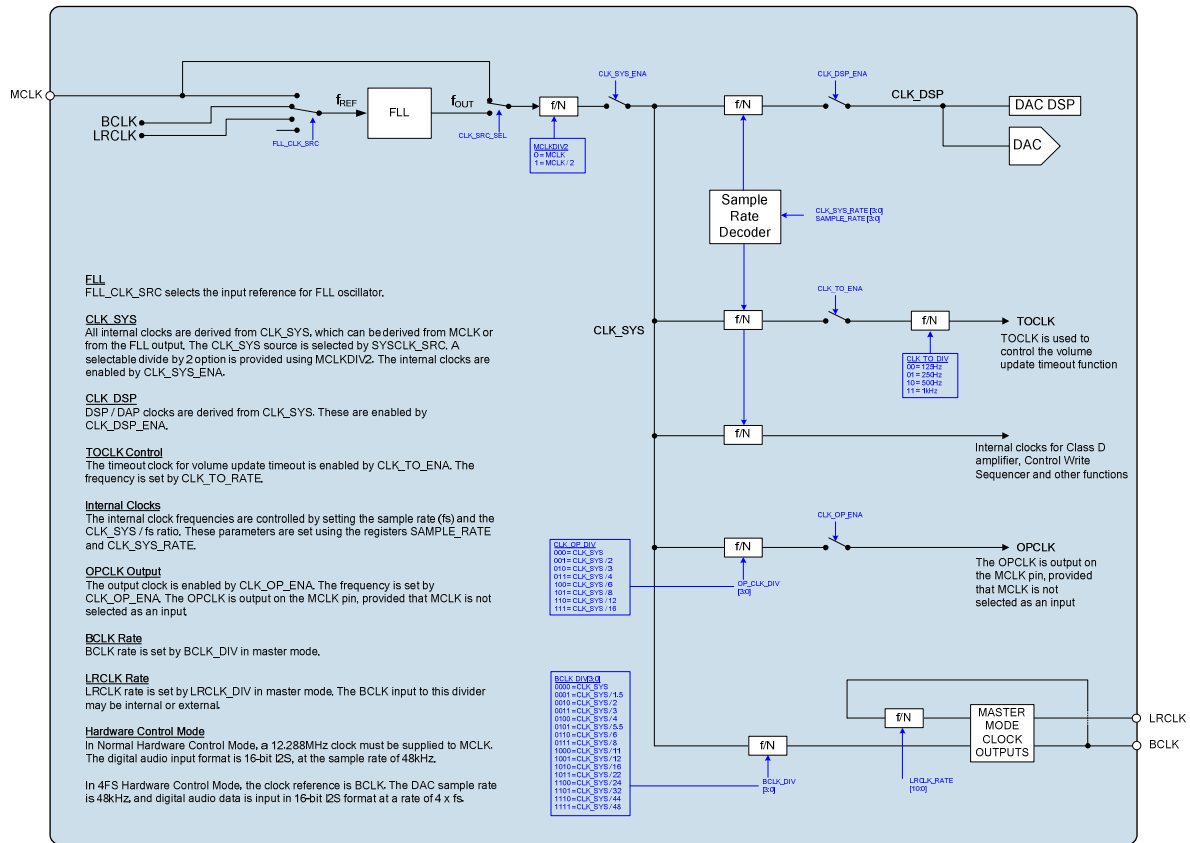 MCLK
BCLK
LRCLK
FLL_CLK_SRC
fREF
FLL
fOUT
CLK_SRC_SEL
f/N
MCLKDIV2
0 = MCLK
1 = MCLK / 2
CLK_SYS_ENA
f/N
CLK_DSP_ENA
CLK_DSP
DAC DSP
DAC
Sample
Rate
Decoder
CLK_SYS_RATE [3:0]
SAMPLE_RATE [3:0]
FLL
FLL_CLK_SRC selects the input reference for FLL oscillator.
CLK_SYS
All internal clocks are derived from CLK_SYS, which can be derived from MCLK or
from the FLL output. The CLK_SYS source is selected by SYSCLK_SRC. A
selectable divide by 2 option is provided using MCLKDIV2. The internal clocks are
enabled by CLK_SYS_ENA.
CLK_DSP
DSP / DAP clocks are derived from CLK_SYS. These are enabled by
CLK_DSP_ENA.
TOCLK Control
The timeout clock for volume update timeout is enabled by CLK_TO_ENA. The
frequency is set by CLK_TO_RATE.
Internal Clocks
The internal clock frequencies are controlled by setting the sample rate (fs) and the
CLK_SYS / fs ratio. These parameters are set using the registers SAMPLE_RATE
and CLK_SYS_RATE.
OPCLK Output
The output clock is enabled by CLK_OP_ENA. The frequency is set by
CLK_OP_ENA. The OPCLK is output on the MCLK pin, provided that MCLK is not
selected as an input.
BCLK Rate
BCLK rate is set by BCLK_DIV in master mode.
LRCLK Rate
LRCLK rate is set by LRCLK_DIV in master mode. The BCLK input to this divider
may be internal or external.
Hardware Control Mode
In Normal Hardware Control Mode, a 12.288MHz clock must be supplied to MCLK.
The digital audio input format is 16-bit I2S, at the sample rate of 48kHz.
In 4FS Hardware Control Mode, the clock reference is BCLK. The DAC sample rate
is 48kHz, and digital audio data is input in 16-bit I2S format at a rate of 4 x fs.
CLK_SYS
f/N
CLK_TO_ENA
f/N
CLK_TO_DIV
00 = 125Hz
01 = 250Hz
10 = 500Hz
11 = 1kHz
TOCLK
TOCLK is used to
control the volume
update timeout function
f/N
Internal clocks for Class D
amplifier, Control Write
Sequencer and other functions
CLK_OP_DIV
000 = CLK_SYS
001 = CLK_SYS / 2
010 = CLK_SYS / 3
011 = CLK_SYS / 4
100 = CLK_SYS / 6
101 = CLK_SYS / 8
110 = CLK_SYS / 12
111 = CLK_SYS / 16
f/N
OP_CLK_DIV
[3:0]
CLK_OP_ENA
OPCLK
The OPCLK is output on
the MCLK pin, provided
that MCLK is not
selected as an input
BCLK_DIV[3:0]
0000 = CLK_SYS
0001 = CLK_SYS / 1.5
0010 = CLK_SYS / 2
0011 = CLK_SYS / 3
0100 = CLK_SYS / 4
0101 = CLK_SYS / 5.5
0110 = CLK_SYS / 6
0111 = CLK_SYS / 8
1000 = CLK_SYS / 11
1001 = CLK_SYS / 12
1010 = CLK_SYS / 16
1011 = CLK_SYS / 22
1100 = CLK_SYS / 24
1101 = CLK_SYS / 32
1110 = CLK_SYS / 44
1111 = CLK_SYS / 48
f/N
BCLK_DIV
[3:0]
f/N
LRCLK_RATE
[10:0]
MASTER
MODE
CLOCK
OUTPUTS
LRCLK
BCLK